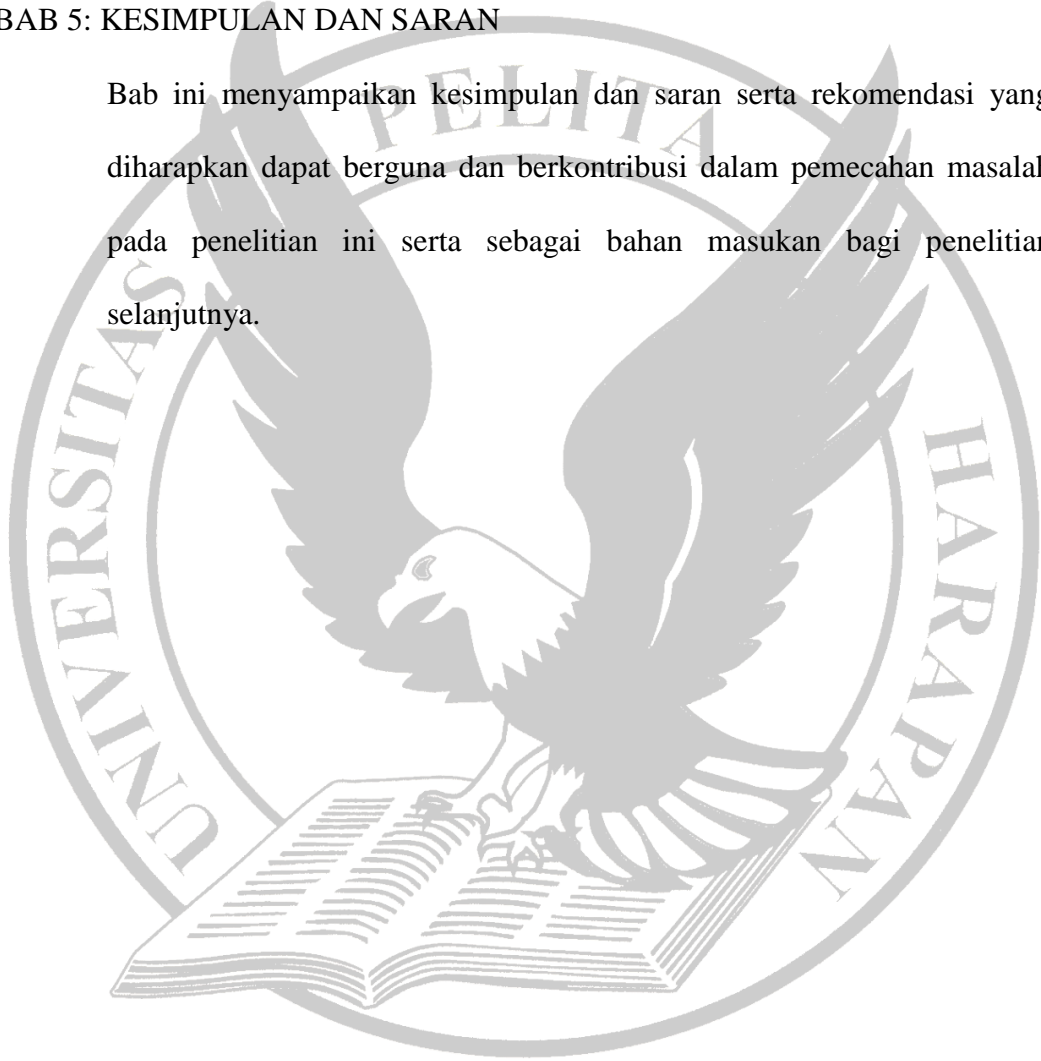 BAB 5: KESIMPULAN DAN SARAN
Bab ini menyampaikan kesimpulan dan saran serta rekomendasi yang
diharapkan dapat berguna dan berkontribusi dalam pemecahan masalah
pada penelitian ini serta sebagai bahan masukan bagi penelitian
selanjutnya.
UNIVERSITAS PELITA HARAPAN